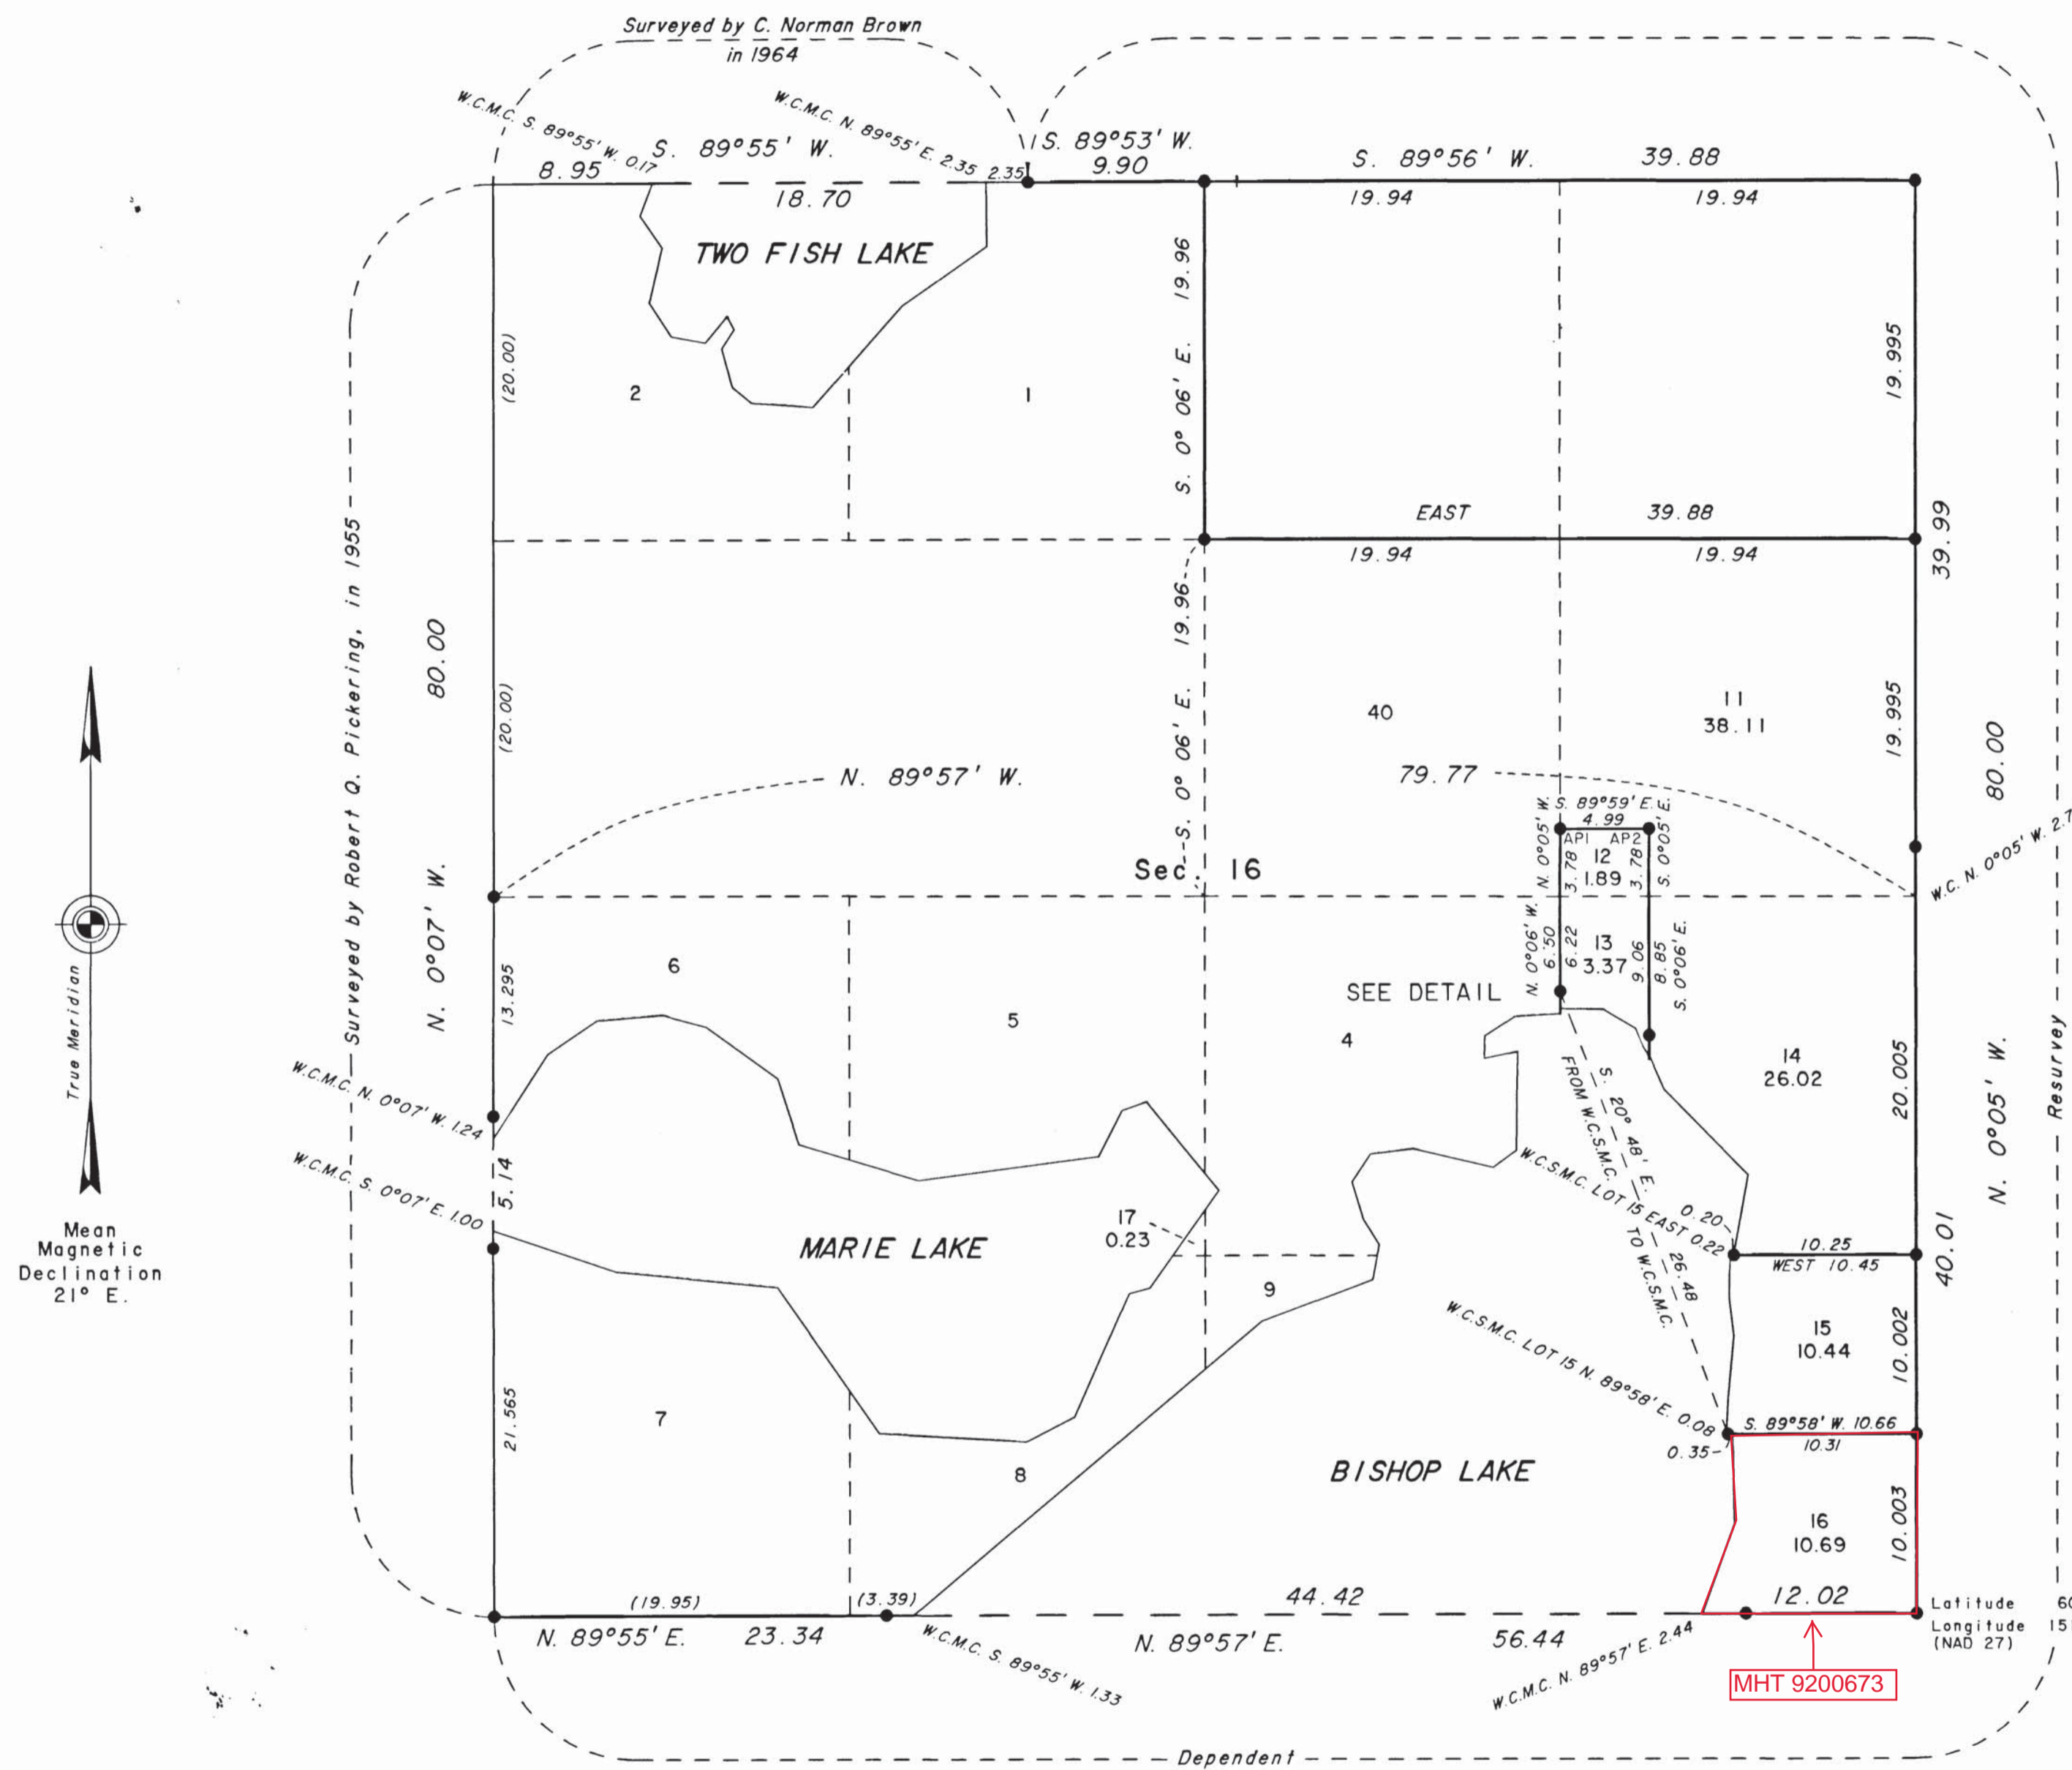 Surveyed by C. Norman Brown
in 1964
W.C.M.C. S. 89°55' W. 0.17
S. 89°55' W.
W.C.M.C. N. 89°55' E. 2.35
2.35
S. 89°53' W.
9.90
S. 89°56' W. 39.88
8.95
18.70
19.94
19.94
TWO FISH LAKE
19.96
S. 0°06' E.
19.995
(20.00)
2
1
EAST 39.88
19.94
19.94
39.99
Surveyed by Robert Q. Pickering, in 1955
80.00
N. 0°07' W.
(20.00)
19.96
S. 0°06' E.
40
11
38.11
19.995
80.00
N. 0°05' W.
N. 89°57' W.
79.77
S. 89°59' E.
4.99
N. 0°05' W.
S. 0°05' E.
AP1 AP2
3.78
12
1.89
3.78
W.C. N. 0°05' W. 2.7
Sec. 16
True Meridian
Mean
Magnetic
Declination
21° E.
13.295
6
5
4
SEE DETAIL
N. 0°06' W.
6.50
6.22
13
3.37
9.06
8.85
S. 0°06' E.
14
26.02
20.005
Resurvey
W.C.M.C. N. 0°07' W. 1.24
5.14
W.C.M.C. S. 0°07' E. 1.00
S. 20° 48' E. 26.48
FROM W.C.S.M.C. TO W.C.S.M.C.
W.C.S.M.C. LOT 15 EAST 0.22
0.20
10.25
WEST 10.45
40.01
17
0.23
MARIE LAKE
9
W.C.S.M.C. LOT 15 N. 89°58' E. 0.08
15
10.44
10.002
S. 89°58' W. 10.66
0.35
10.31
21.565
7
8
BISHOP LAKE
16
10.69
10.003
(19.95)
(3.39)
44.42
12.02
Latitude 60
Longitude 15
(NAD 27)
N. 89°55' E. 23.34
W.C.M.C. S. 89°55' W. 1.33
N. 89°57' E.
56.44
W.C.M.C. N. 89°57' E. 2.44
MHT 9200673
Dependent